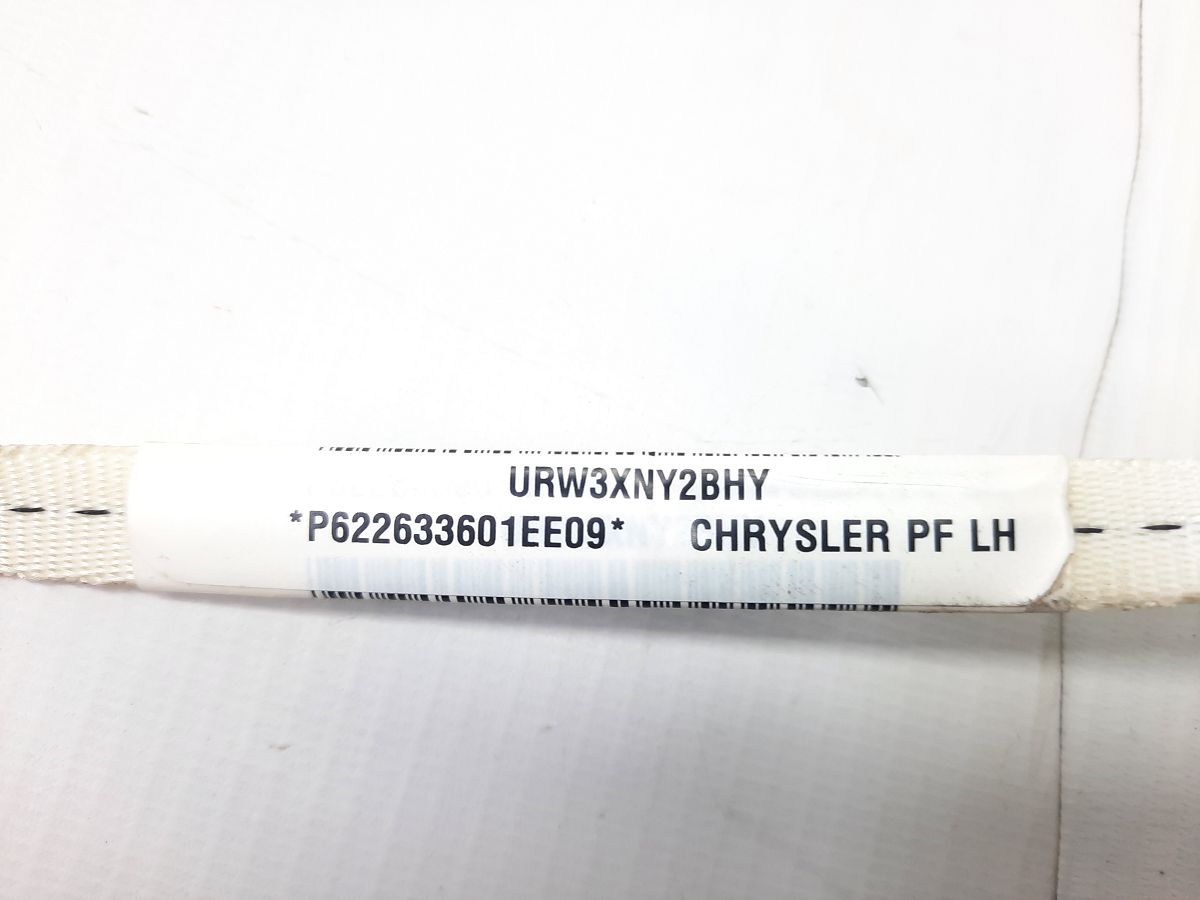 URW3XNY2BHY
*P622633601EE09* CHRYSLER PF LH